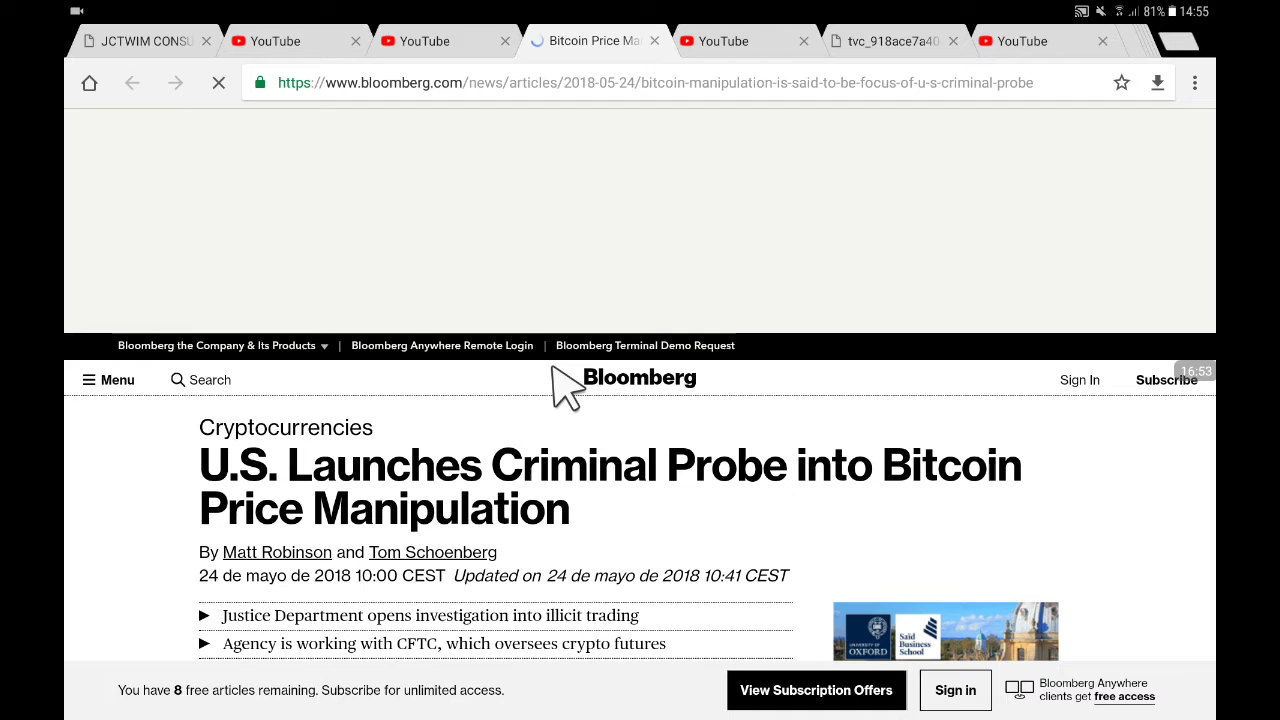 81% 14:55
JCTWIM CONSU
YouTube
YouTube
Bitcoin Price Ma
YouTube
tvc_918ace7a40
YouTube
https://www.bloomberg.com/news/articles/2018-05-24/bitcoin-manipulation-is-said-to-be-focus-of-u-s-criminal-probe
Bloomberg the Company & Its Products | Bloomberg Anywhere Remote Login | Bloomberg Terminal Demo Request
Menu Search Bloomberg Sign In Subscribe
16:53
Cryptocurrencies
U.S. Launches Criminal Probe into Bitcoin
Price Manipulation
By Matt Robinson and Tom Schoenberg
24 de mayo de 2018 10:00 CEST Updated on 24 de mayo de 2018 10:41 CEST
Justice Department opens investigation into illicit trading
Agency is working with CFTC, which oversees crypto futures
UNIVERSITY OF
OXFORD
Saïd
Business
School
You have 8 free articles remaining. Subscribe for unlimited access.
View Subscription Offers
Sign in
Bloomberg Anywhere
clients get free access